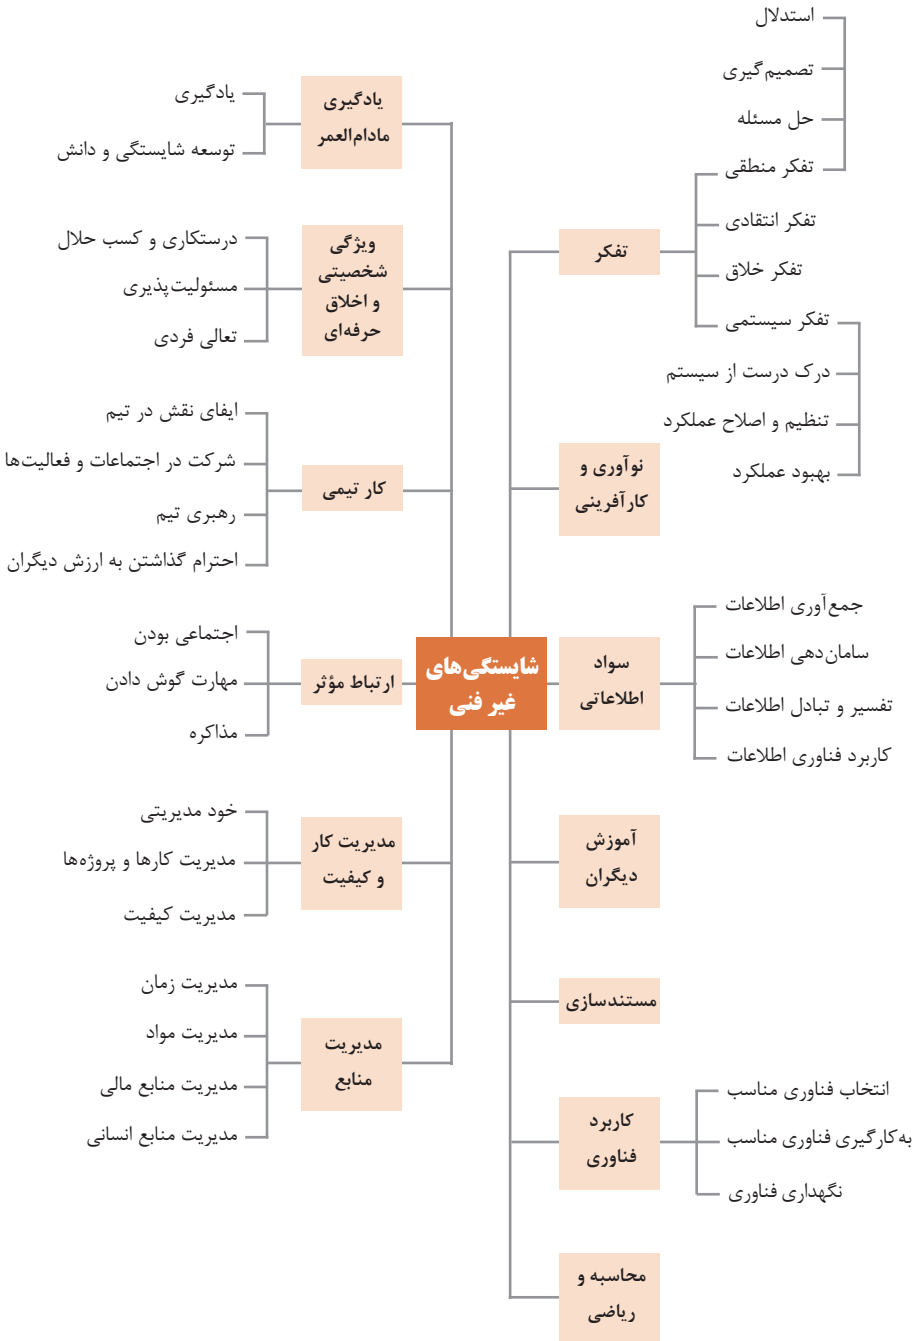 شایستگی‌های
غیر فنی
تفکر
استدلال
تصمیم‌گیری
حل مسئله
تفکر منطقی
تفکر انتقادی
تفکر خلاق
تفکر سیستمی
درک درست از سیستم
تنظیم و اصلاح عملکرد
بهبود عملکرد
نوآوری و
کارآفرینی
سواد
اطلاعاتی
جمع‌آوری اطلاعات
سامان‌دهی اطلاعات
تفسیر و تبادل اطلاعات
کاربرد فناوری اطلاعات
آموزش
دیگران
مستندسازی
کاربرد
فناوری
انتخاب فناوری مناسب
به‌کارگیری فناوری مناسب
نگهداری فناوری
محاسبه و
ریاضی
یادگیری
مادام‌العمر
یادگیری
توسعه شایستگی و دانش
ویژگی
شخصیتی
و اخلاق
حرفه‌ای
درستکاری و کسب حلال
مسئولیت‌پذیری
تعالی فردی
کار تیمی
ایفای نقش در تیم
شرکت در اجتماعات و فعالیت‌ها
رهبری تیم
احترام گذاشتن به ارزش دیگران
ارتباط مؤثر
اجتماعی بودن
مهارت گوش دادن
مذاکره
مدیریت کار
و کیفیت
خود مدیریتی
مدیریت کارها و پروژه‌ها
مدیریت کیفیت
مدیریت
منابع
مدیریت زمان
مدیریت مواد
مدیریت منابع مالی
مدیریت منابع انسانی